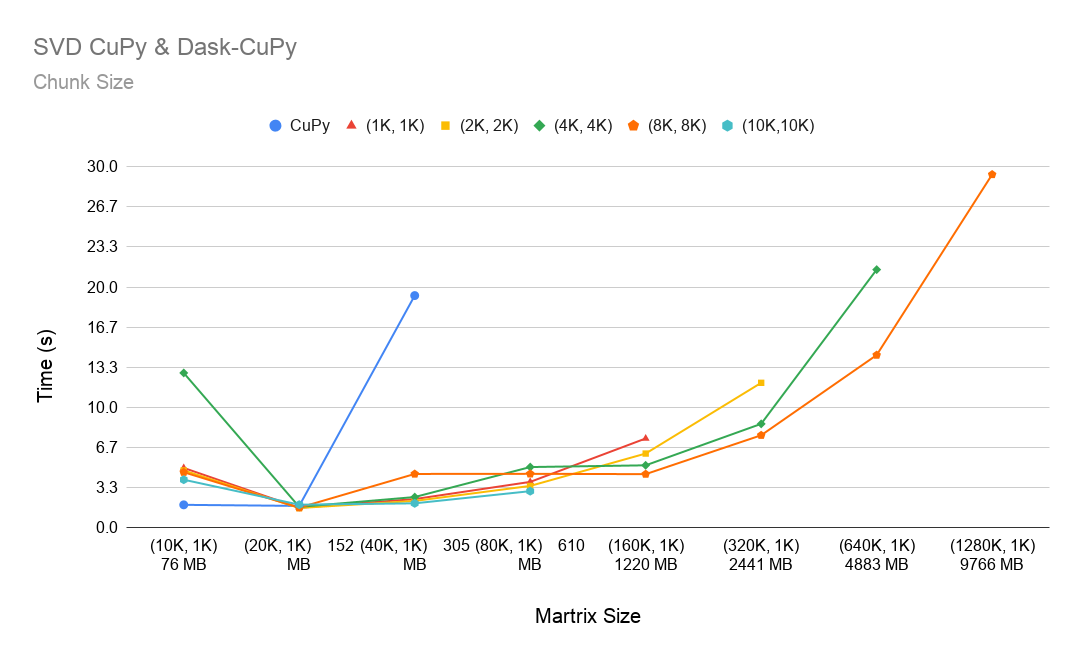 SVD CuPy & Dask-CuPy
Chunk Size
CuPy (1K, 1K) (2K, 2K) (4K, 4K) (8K, 8K) (10K,10K)
30.0
26.7
23.3
20.0
16.7
13.3
10.0
6.7
3.3
0.0
Time (s)
(10K, 1K) (20K, 1K) 152 (40K, 1K) 305 (80K, 1K) 610 (160K, 1K) (320K, 1K) (640K, 1K) (1280K, 1K)
76 MB MB MB MB 1220 MB 2441 MB 4883 MB 9766 MB
Martrix Size